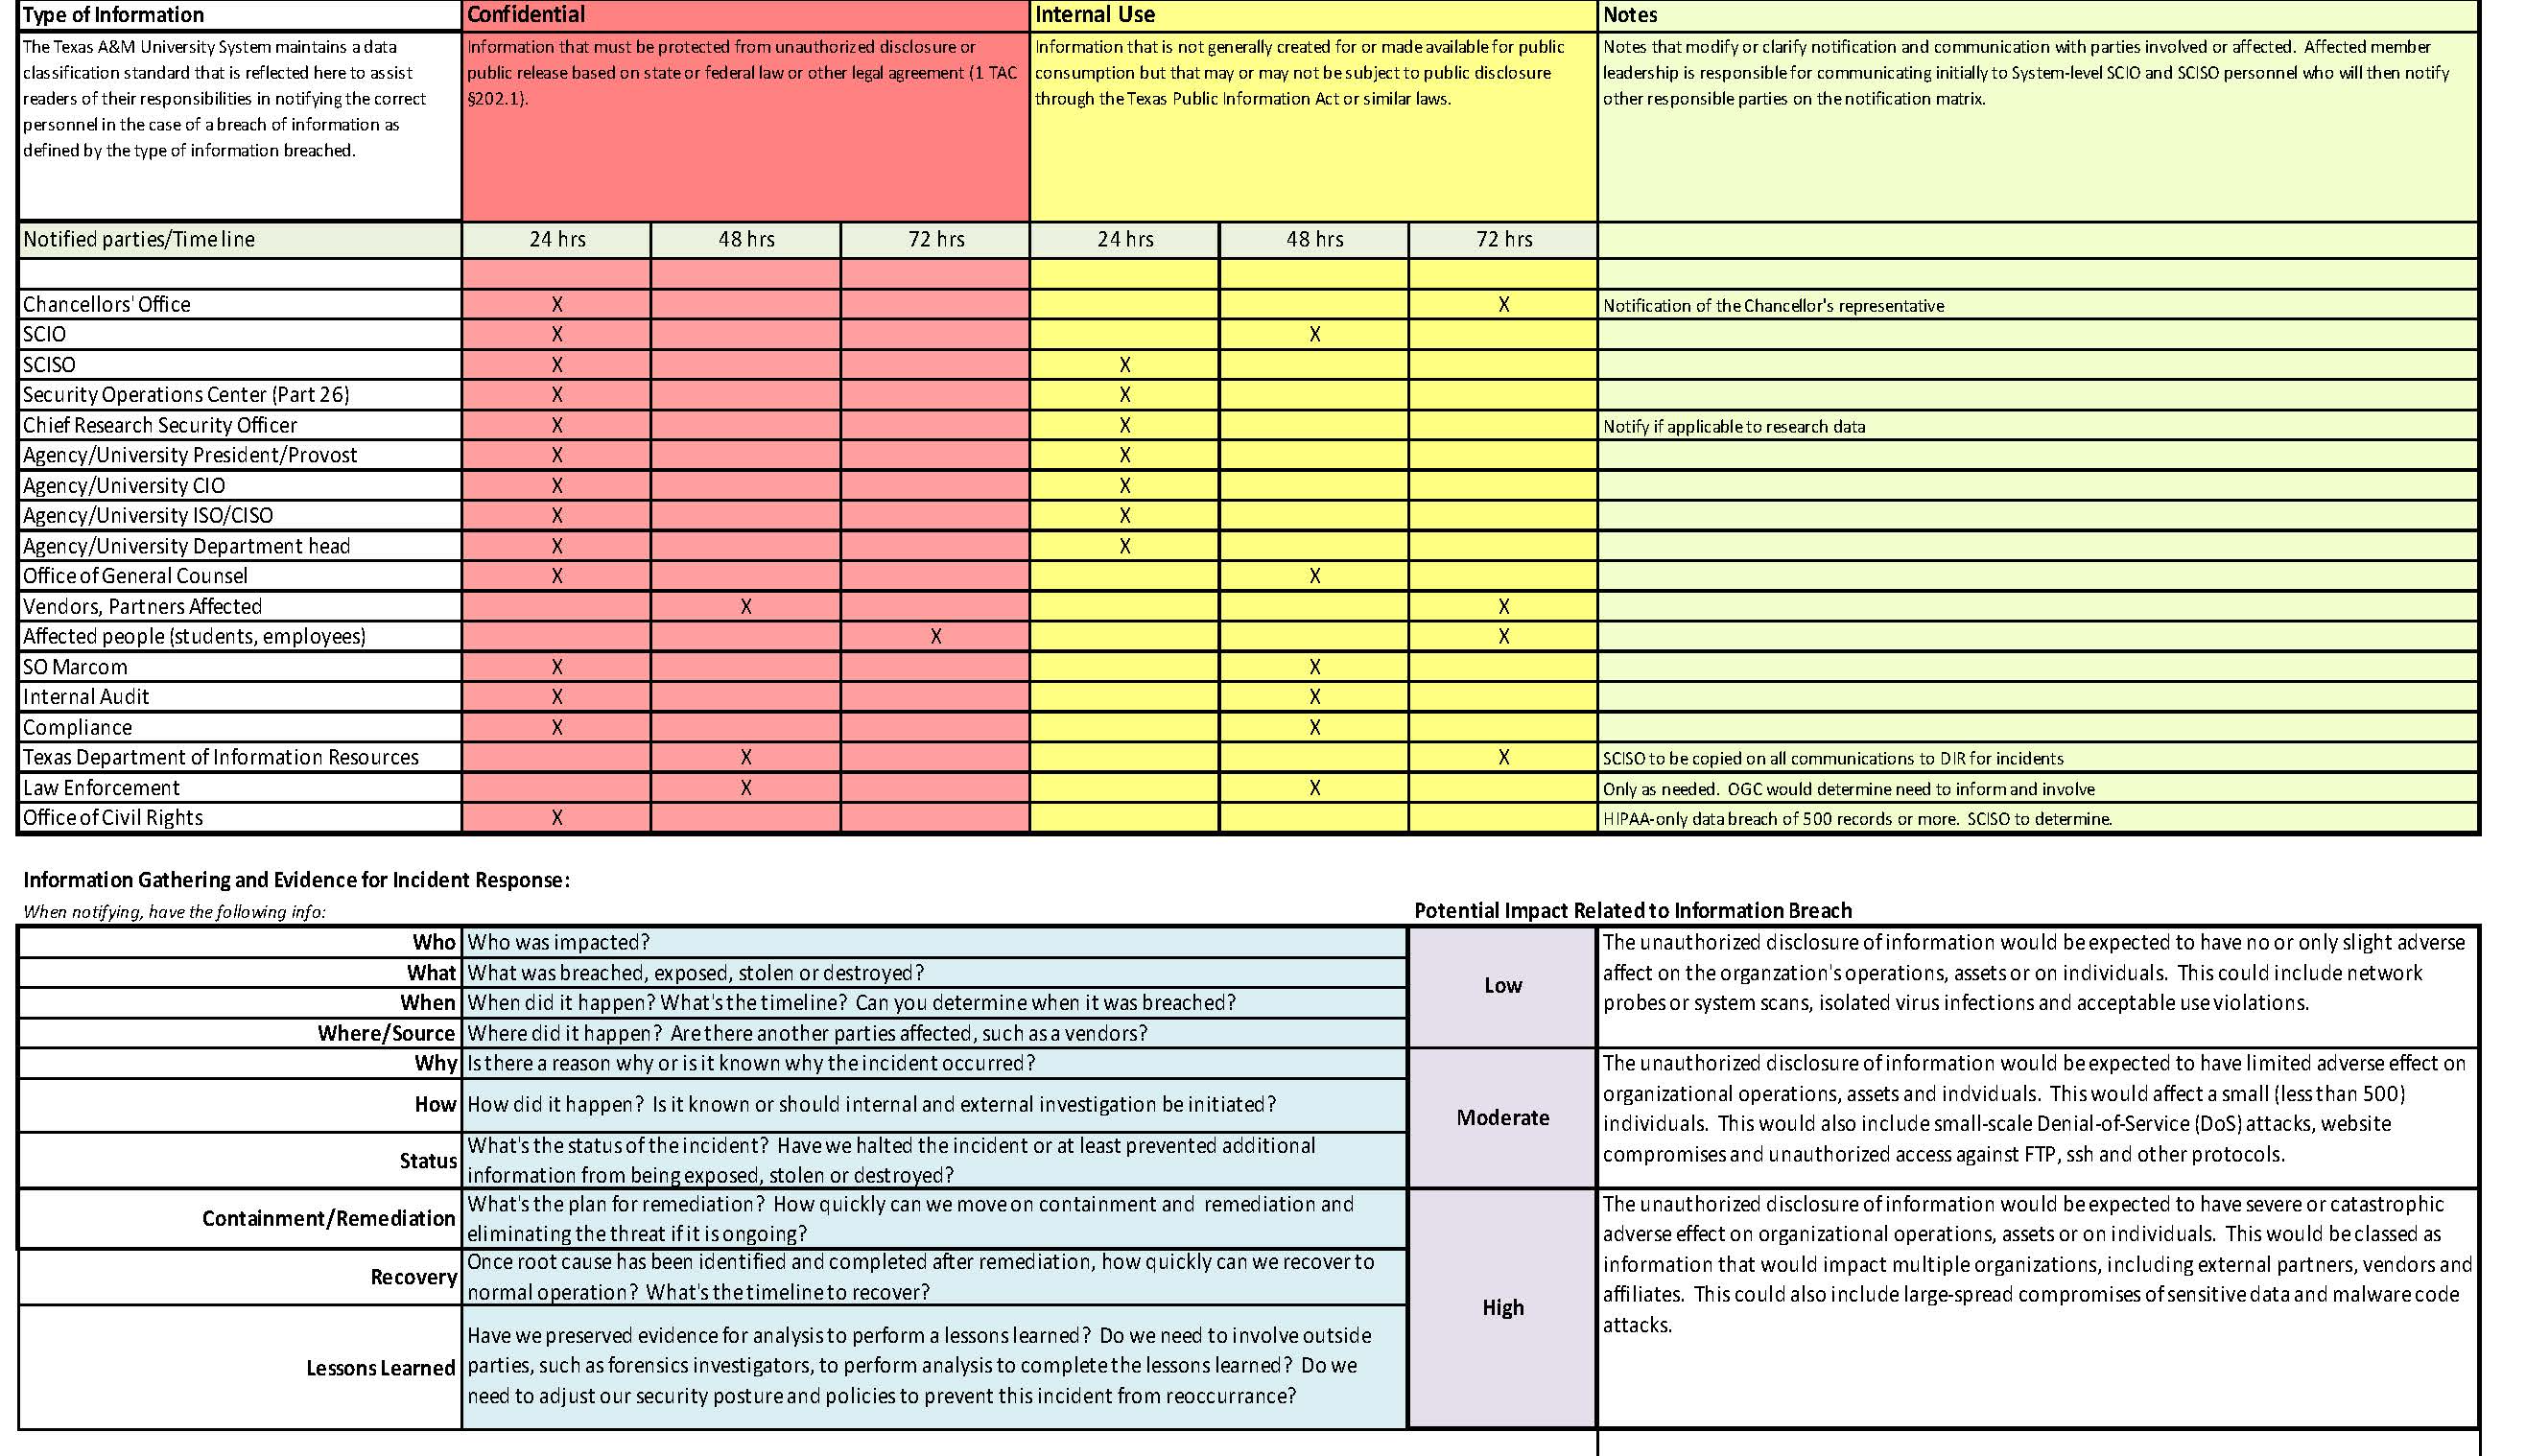 Type of Information Confidential Internal Use Notes
The Texas A&M University System maintains a data
classification standard that is reflected here to assist
readers of their responsibilities in notifying the correct
personnel in the case of a breach of information as
defined by the type of information breached.
Information that must be protected from unauthorized disclosure or
public release based on state or federal law or other legal agreement (1 TAC
§202.1).
Information that is not generally created for or made available for public
consumption but that may or may not be subject to public disclosure
through the Texas Public Information Act or similar laws.
Notes that modify or clarify notification and communication with parties involved or affected. Affected member
leadership is responsible for communicating initially to System-level SCIO and SCISO personnel who will then notify
other responsible parties on the notification matrix.
Notified parties/Time line 24 hrs 48 hrs 72 hrs 24 hrs 48 hrs 72 hrs
Chancellors' Office X X Notification of the Chancellor's representative
SCIO X X
SCISO X X
Security Operations Center (Part 26) X X
Chief Research Security Officer X X Notify if applicable to research data
Agency/University President/Provost X X
Agency/University CIO X X
Agency/University ISO/CISO X X
Agency/University Department head X X
Office of General Counsel X X
Vendors, Partners Affected X X
Affected people (students, employees) X X
SO Marcom X X
Internal Audit X X
Compliance X X
Texas Department of Information Resources X X SCISO to be copied on all communications to DIR for incidents
Law Enforcement X X Only as needed. OGC would determine need to inform and involve
Office of Civil Rights X HIPAA-only data breach of 500 records or more. SCISO to determine.
Information Gathering and Evidence for Incident Response:
When notifying, have the following info:
Who Who was impacted?
What What was breached, exposed, stolen or destroyed?
When When did it happen? What's the timeline? Can you determine when it was breached?
Where/Source Where did it happen? Are there another parties affected, such as a vendors?
Why Is there a reason why or is it known why the incident occurred?
How How did it happen? Is it known or should internal and external investigation be initiated?
Status What's the status of the incident? Have we halted the incident or at least prevented additional
information from being exposed, stolen or destroyed?
Containment/Remediation What's the plan for remediation? How quickly can we move on containment and remediation and
eliminating the threat if it is ongoing?
Recovery Once root cause has been identified and completed after remediation, how quickly can we recover to
normal operation? What's the timeline to recover?
Lessons Learned Have we preserved evidence for analysis to perform a lessons learned? Do we need to involve outside
parties, such as forensics investigators, to perform analysis to complete the lessons learned? Do we
need to adjust our security posture and policies to prevent this incident from reoccurrance?
Potential Impact Related to Information Breach
Low
The unauthorized disclosure of information would be expected to have no or only slight adverse
affect on the organzation's operations, assets or on individuals. This could include network
probes or system scans, isolated virus infections and acceptable use violations.
Moderate
The unauthorized disclosure of information would be expected to have limited adverse effect on
organizational operations, assets and indviduals. This would affect a small (less than 500)
individuals. This would also include small-scale Denial-of-Service (DoS) attacks, website
compromises and unauthorized access against FTP, ssh and other protocols.
High
The unauthorized disclosure of information would be expected to have severe or catastrophic
adverse effect on organizational operations, assets or on individuals. This would be classed as
information that would impact multiple organizations, including external partners, vendors and
affiliates. This could also include large-spread compromises of sensitive data and malware code
attacks.